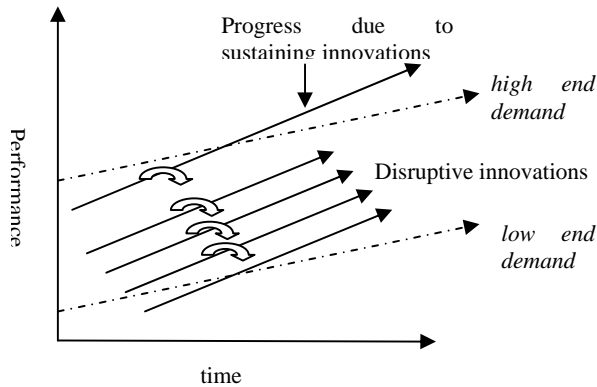 Progress due to
sustaining innovations
high end
demand
Performance
Disruptive innovations
low end
demand
time